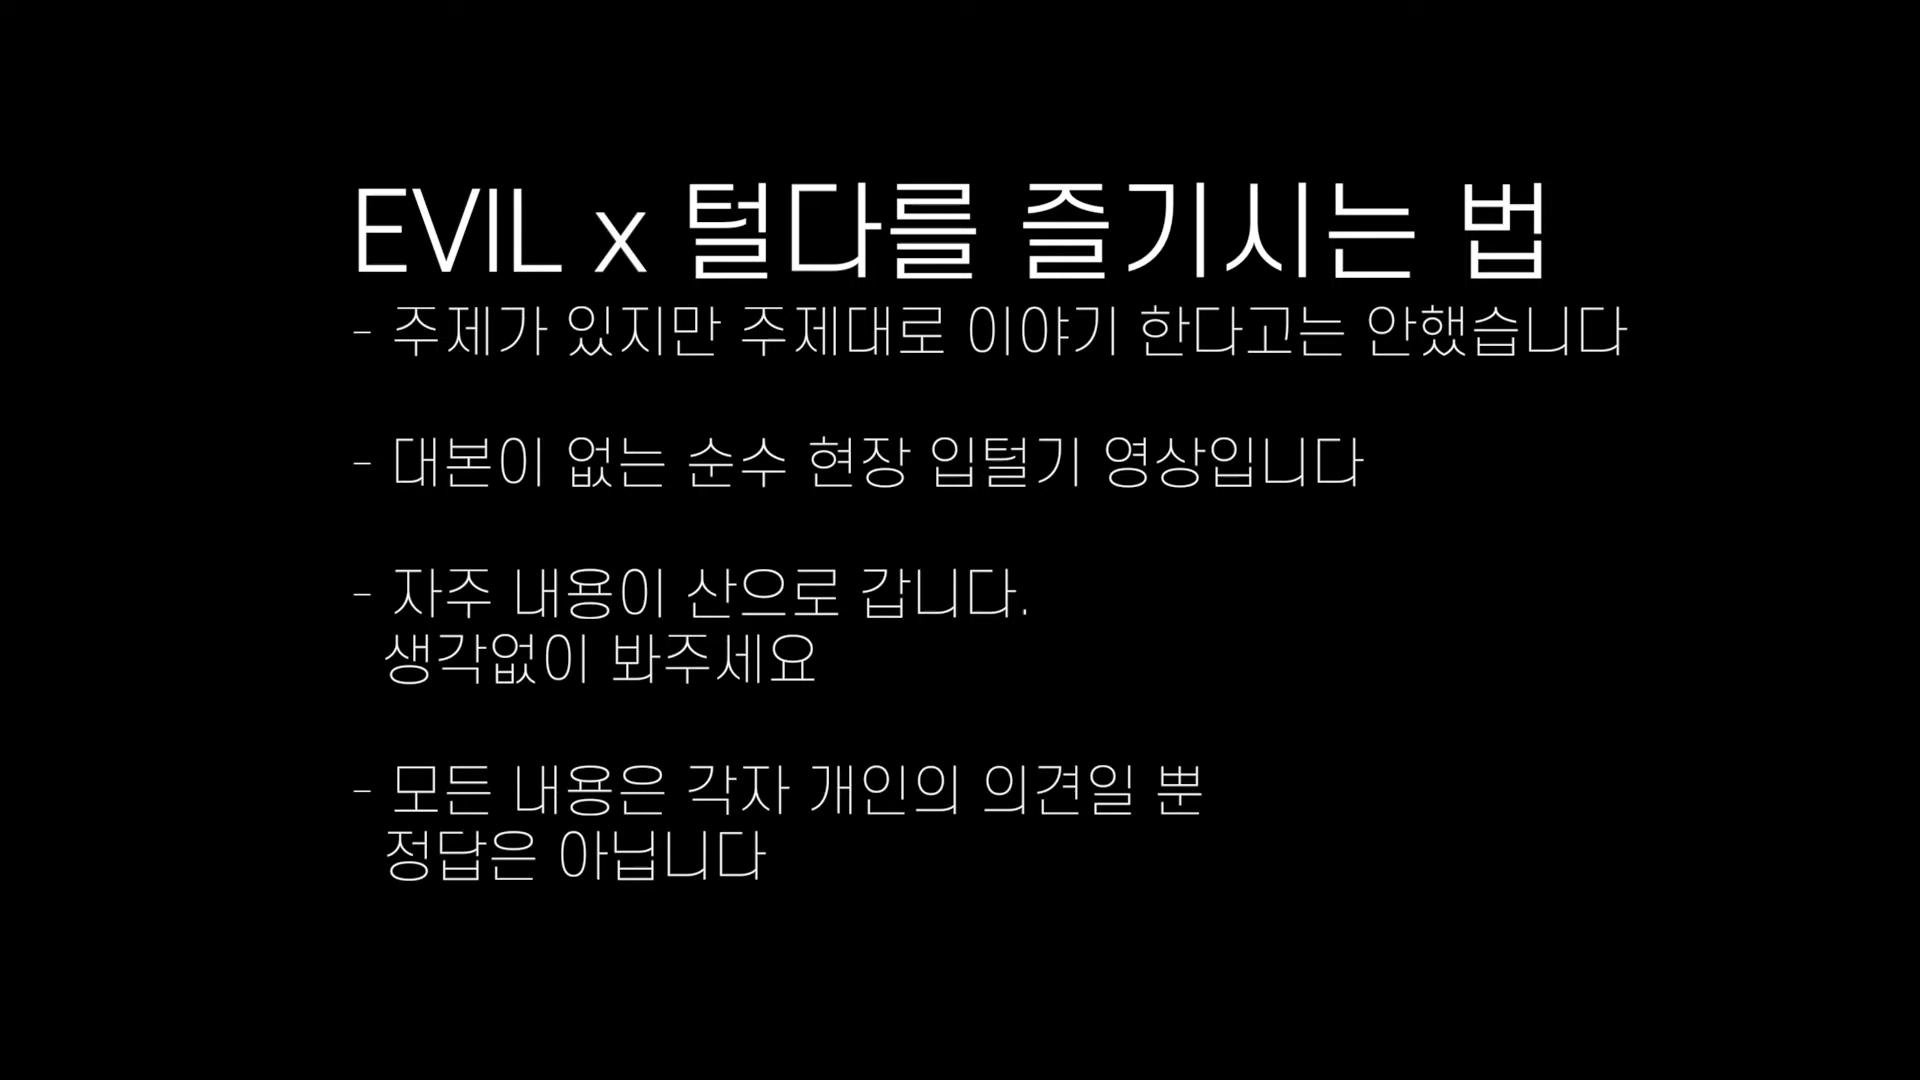 EVIL x 털다를 즐기시는 법
- 주제가 있지만 주제대로 이야기 한다고는 안했습니다
- 대본이 없는 순수 현장 입털기 영상입니다
- 자주 내용이 산으로 갑니다.
생각없이 봐주세요
- 모든 내용은 각자 개인의 의견일 뿐
정답은 아닙니다